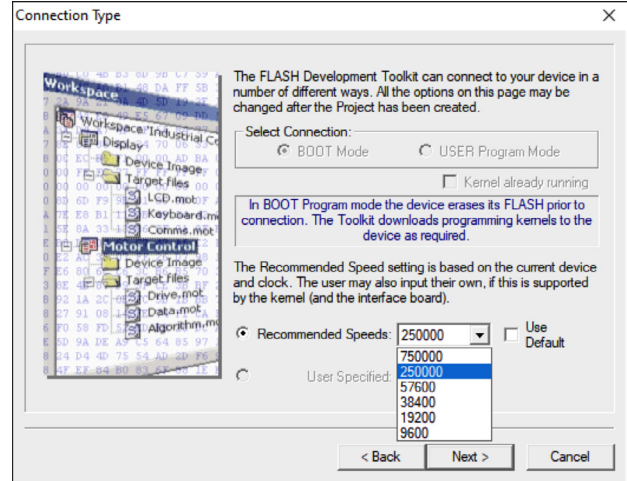 Connection Type
The FLASH Development Toolkit can connect to your device in a
number of different ways. All the options on this page may be
changed after the Project has been created.
Select Connection:
BOOT Mode
USER Program Mode
Kernel already running
In BOOT Program mode the device erases its FLASH prior to
connection. The Toolkit downloads programming kernels to the
device as required.
The Recommended Speed setting is based on the current device
and clock. The user may also input their own, if this is supported
by the kernel (and the interface board).
Recommended Speeds:
250000
Use
Default
750000
250000
57600
38400
19200
9600
User Specified:
< Back
Next >
Cancel
Workspace
Workspace 'Industrial Co
Display
Device Image
Target files
LCD.mot
Keyboard.m
Comms.mot
Motor Control
Device Image
Target files
Drive.mot
Data.mot
Algorithm.mo